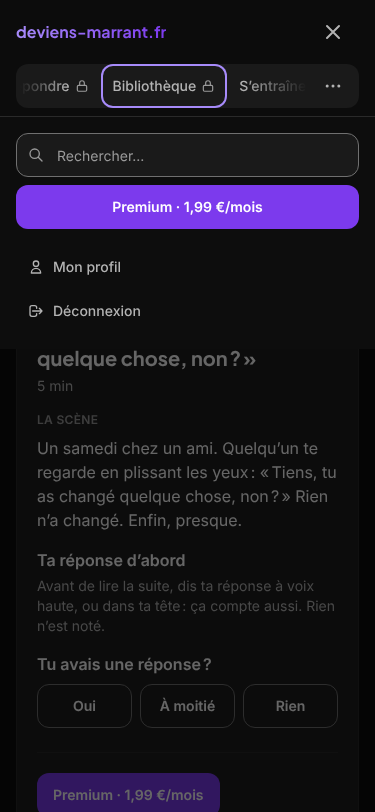 deviens-marrant.fr
pondre
Bibliothèque
S'entraîne
Rechercher...
Premium · 1,99 €/mois
Mon profil
Déconnexion
quelque chose, non ? »
5 min
LA SCÈNE
Un samedi chez un ami. Quelqu'un te
regarde en plissant les yeux : « Tiens, tu
as changé quelque chose, non ? » Rien
n'a changé. Enfin, presque.
Ta réponse d'abord
Avant de lire la suite, dis ta réponse à voix
haute, ou dans ta tête : ça compte aussi. Rien
n'est noté.
Tu avais une réponse ?
Oui
À moitié
Rien
Premium · 1,99 €/mois